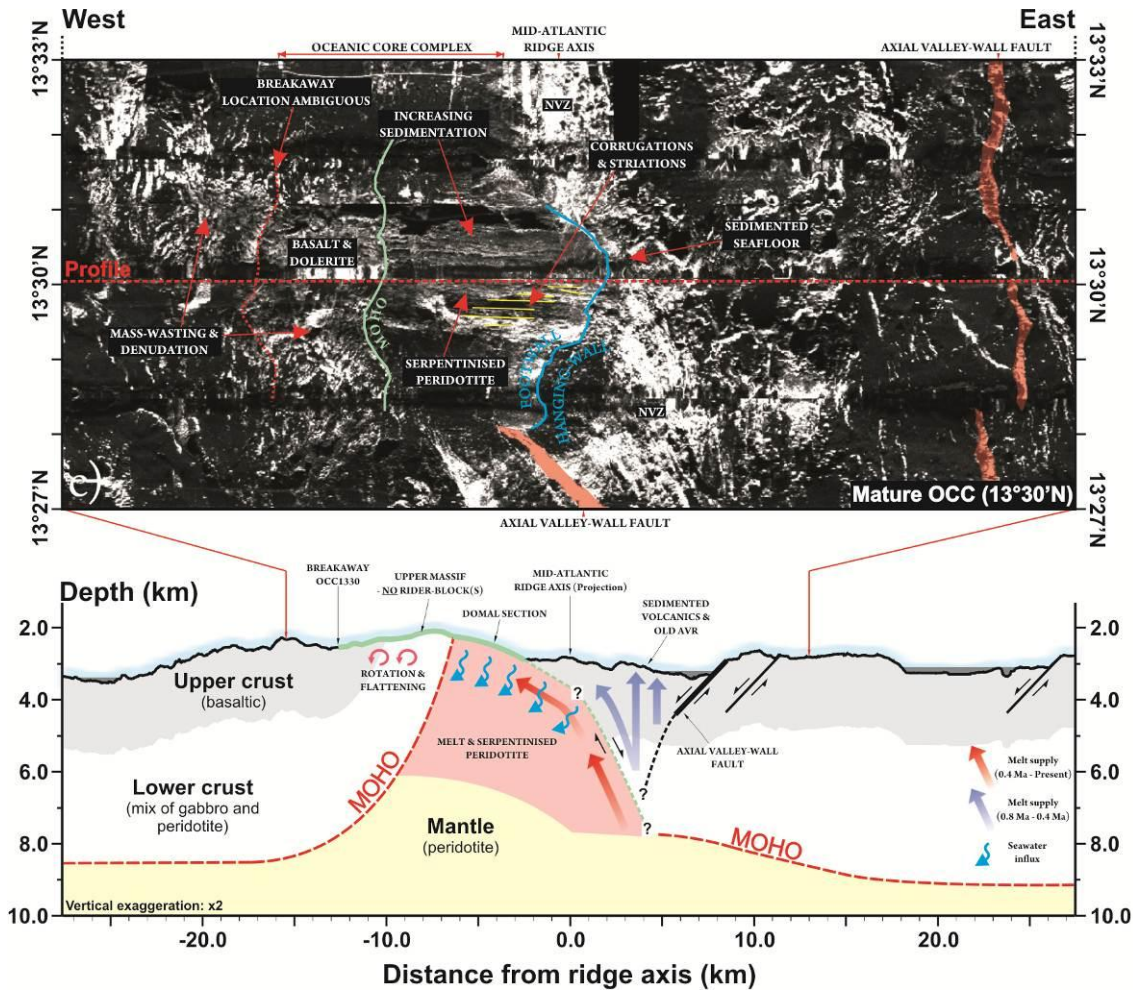 West
East
MID-ATLANTIC
RIDGE AXIS
OCEANIC CORE COMPLEX
AXIAL VALLEY-WALL FAULT
13°33'N
13°33'N
BREAKAWAY
LOCATION AMBIGUOUS
NVZ
INCREASING
SEDIMENTATION
CORRUGATIONS
& STRIATIONS
SEDIMENTED
SEAFLOOR
BASALT &
DOLERITE
Profile
13°30'N
13°30'N
MOHO
MASS-WASTING &
DENUDATION
SERPENTINISED
PERIDOTITE
FOOTWALL
HANGING WALL
NVZ
c)
Mature OCC (13°30'N)
13°27'N
13°27'N
AXIAL VALLEY-WALL FAULT
Depth (km)
BREAKAWAY
OCC1330
UPPER MASSIF
- NO RIDER-BLOCK(S)
DOMAL SECTION
MID-ATLANTIC
RIDGE AXIS (Projection)
SEDIMENTED
VOLCANICS &
OLD AVR
2.0
2.0
Upper crust
(basaltic)
ROTATION &
FLATTENING
?
4.0
4.0
MELT & SERPENTINISED
PERIDOTITE
AXIAL VALLEY-WALL
FAULT
6.0
6.0
Lower crust
(mix of gabbro and
peridotite)
MOHO
?
?
Melt supply
(0.4 Ma - Present)
Melt supply
(0.8 Ma - 0.4 Ma)
Seawater
influx
Mantle
(peridotite)
MOHO
8.0
8.0
Vertical exaggeration: x2
10.0
10.0
-20.0
-10.0
0.0
10.0
20.0
Distance from ridge axis (km)